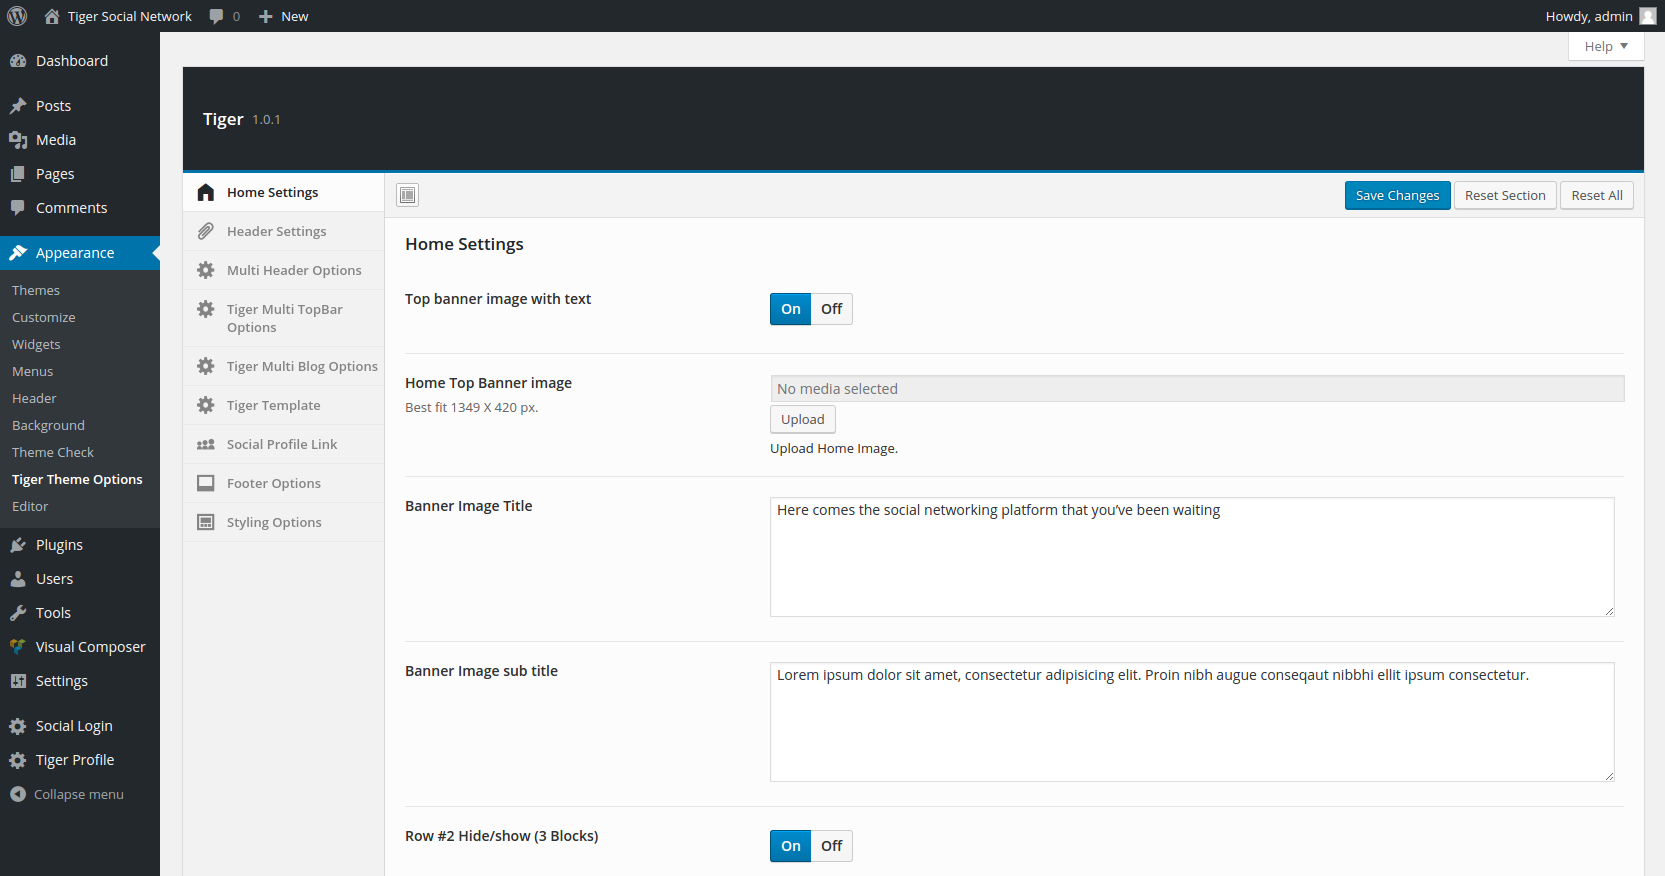 Tiger Social Network
0
New
Howdy, admin
Help
Dashboard
Posts
Media
Pages
Comments
Appearance
Themes
Customize
Widgets
Menus
Header
Background
Theme Check
Tiger Theme Options
Editor
Plugins
Users
Tools
Visual Composer
Settings
Social Login
Tiger Profile
Collapse menu
Tiger 1.0.1
Home Settings
Header Settings
Multi Header Options
Tiger Multi TopBar
Options
Tiger Multi Blog Options
Tiger Template
Social Profile Link
Footer Options
Styling Options
Save Changes
Reset Section
Reset All
Home Settings
Top banner image with text
On Off
Home Top Banner image
Best fit 1349 X 420 px.
No media selected
Upload
Upload Home Image.
Banner Image Title
Here comes the social networking platform that you’ve been waiting
Banner Image sub title
Lorem ipsum dolor sit amet, consectetur adipisicing elit. Proin nibh augue conseqaut nibbhi ellit ipsum consectetur.
Row #2 Hide/show (3 Blocks)
On Off